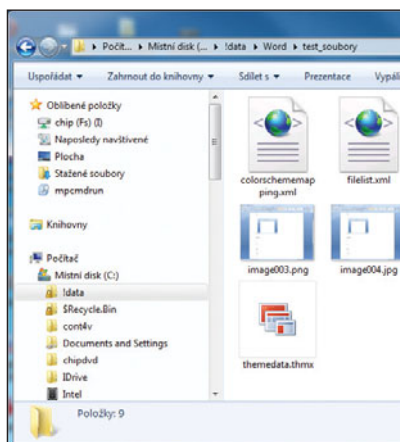 Počít... ▸ Místní disk (... ▸ !data ▸ Word ▸ test_soubory
Uspořádat ▾ Zahrnout do knihovny ▾ Sdílet s ▾ Prezentace Vypáli
Oblíbené položky
chip (Fs) (I)
Naposledy navštívené
Plocha
Stažené soubory
mpcmdrun
Knihovny
Počítač
Místní disk (C:)
!data
$Recycle.Bin
cont4v
Documents and Settings
chipdvd
IDrive
Intel
colorschememap
ping.xml
filelist.xml
image003.png
image004.jpg
themedata.thmx
Položky: 9